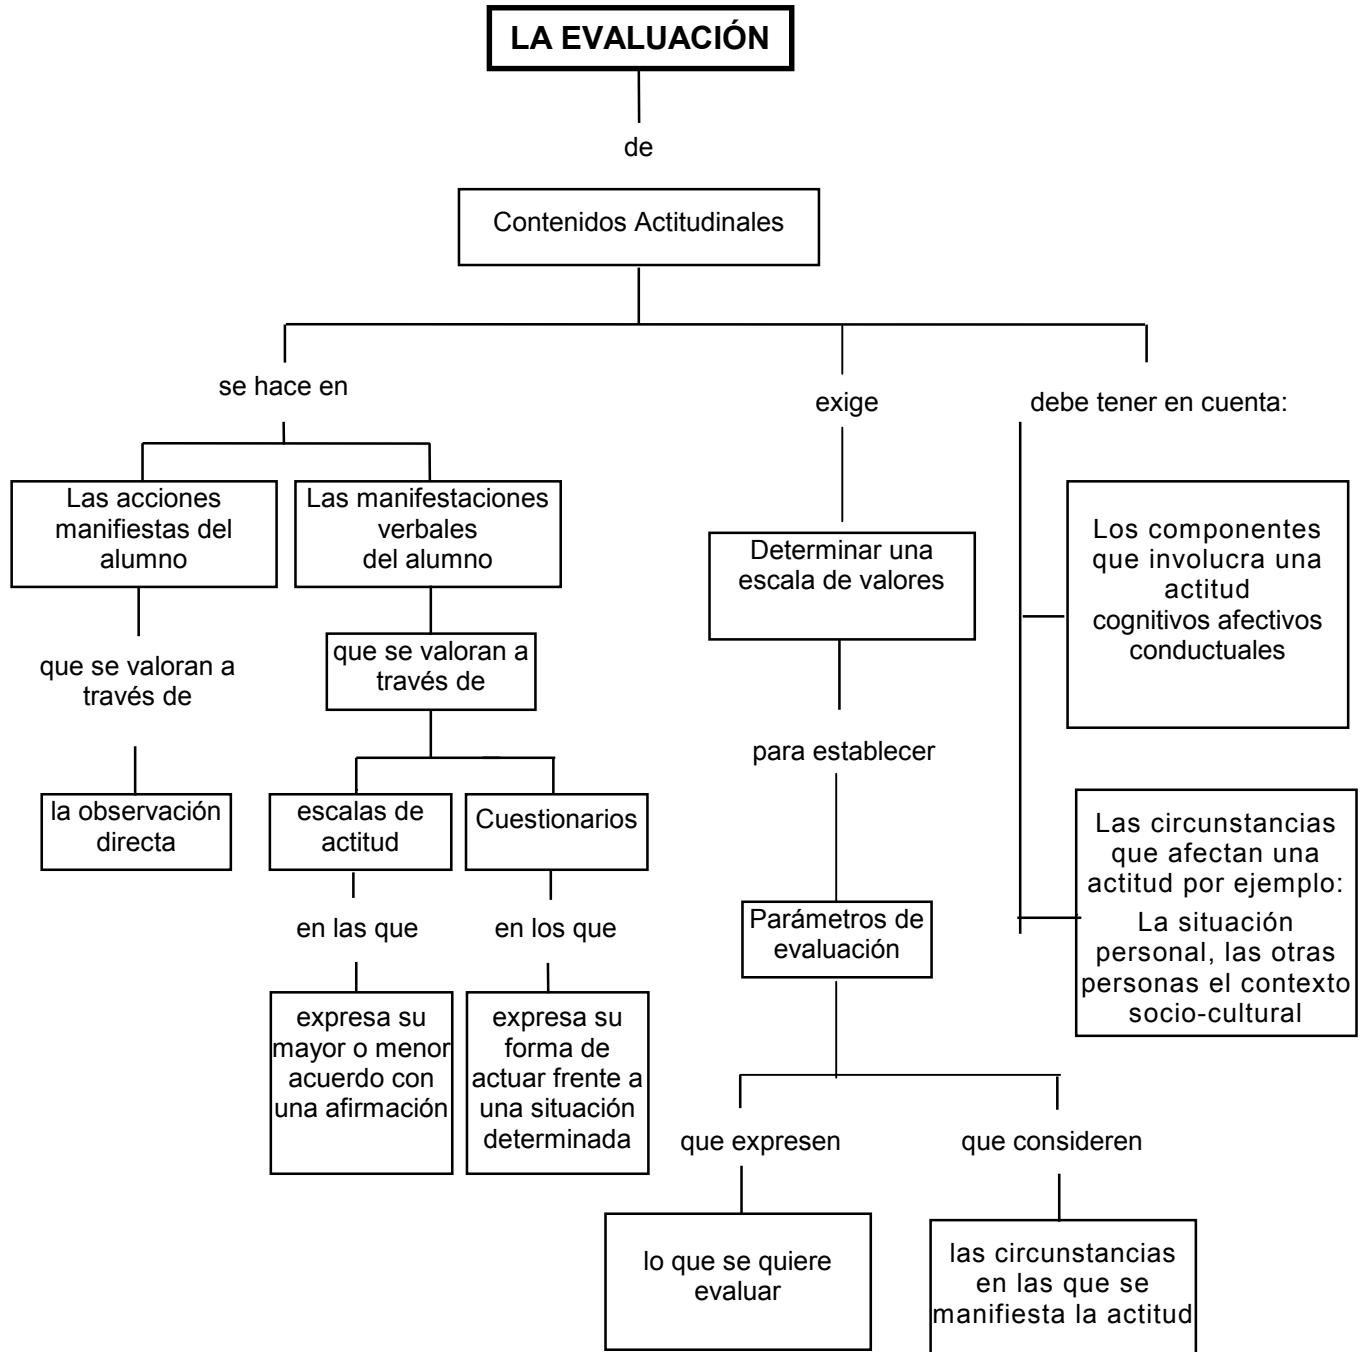 LA EVALUACIÓN
de
Contenidos Actitudinales
se hace en
exige
debe tener en cuenta:
Las acciones
manifiestas del
alumno
Las manifestaciones
verbales
del alumno
que se valoran a
través de
que se valoran a
través de
la observación
directa
escalas de
actitud
Cuestionarios
en las que
en los que
expresa su
mayor o menor
acuerdo con
una afirmación
expresa su
forma de
actuar frente a
una situación
determinada
Determinar una
escala de valores
para establecer
Parámetros de
evaluación
que expresen
que consideren
lo que se quiere
evaluar
las circunstancias
en las que se
manifiesta la actitud
Los componentes
que involucra una
actitud
cognitivos afectivos
conductuales
Las circunstancias
que afectan una
actitud por ejemplo:
La situación
personal, las otras
personas el contexto
socio-cultural